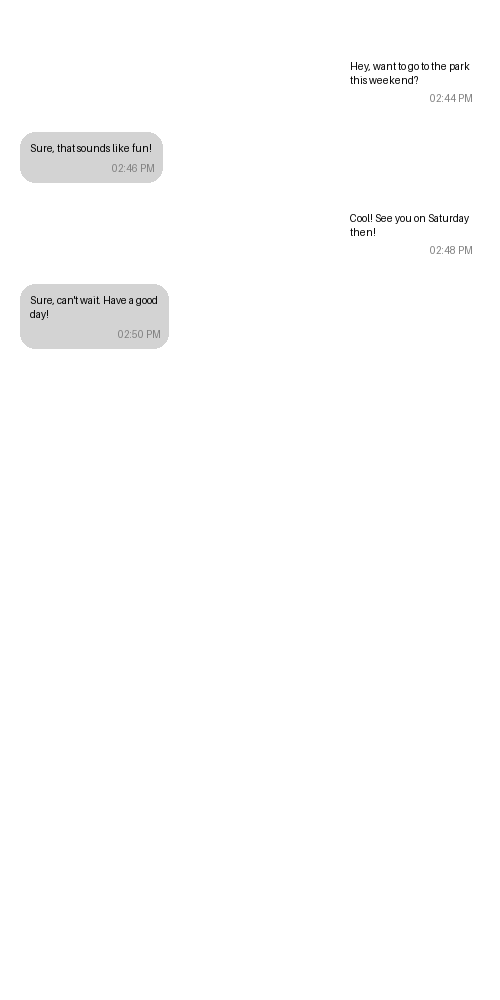 Hey, want to go to the park
this weekend?
02:44 PM
Sure, that sounds like fun!
02:46 PM
Cool! See you on Saturday
then!
02:48 PM
Sure, can't wait. Have a good
day!
02:50 PM